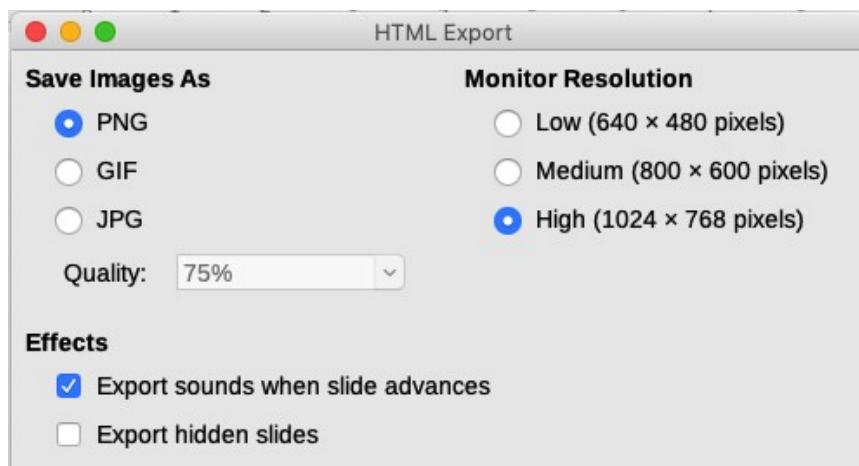 HTML Export
Save Images As
PNG
GIF
JPG
Quality: 75%
Monitor Resolution
Low (640 × 480 pixels)
Medium (800 × 600 pixels)
High (1024 × 768 pixels)
Effects
Export sounds when slide advances
Export hidden slides